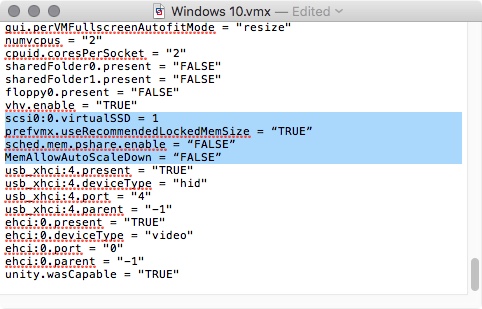 Windows 10.vmx — Edited
gui.perVMFullscreenAutofitMode = "resize"
numvcpus = "2"
cpuid.coresPerSocket = "2"
sharedFolder0.present = "FALSE"
sharedFolder1.present = "FALSE"
floppy0.present = "FALSE"
vhv.enable = "TRUE"
scsi0:0.virtualSSD = 1
prefvmx.useRecommendedLockedMemSize = “TRUE”
sched.mem.pshare.enable = “FALSE”
MemAllowAutoScaleDown = “FALSE”
usb_xhci:4.present = "TRUE"
usb_xhci:4.deviceType = "hid"
usb_xhci:4.port = "4"
usb_xhci:4.parent = "-1"
ehci:0.present = "TRUE"
ehci:0.deviceType = "video"
ehci:0.port = "0"
ehci:0.parent = "-1"
unity.wasCapable = "TRUE"